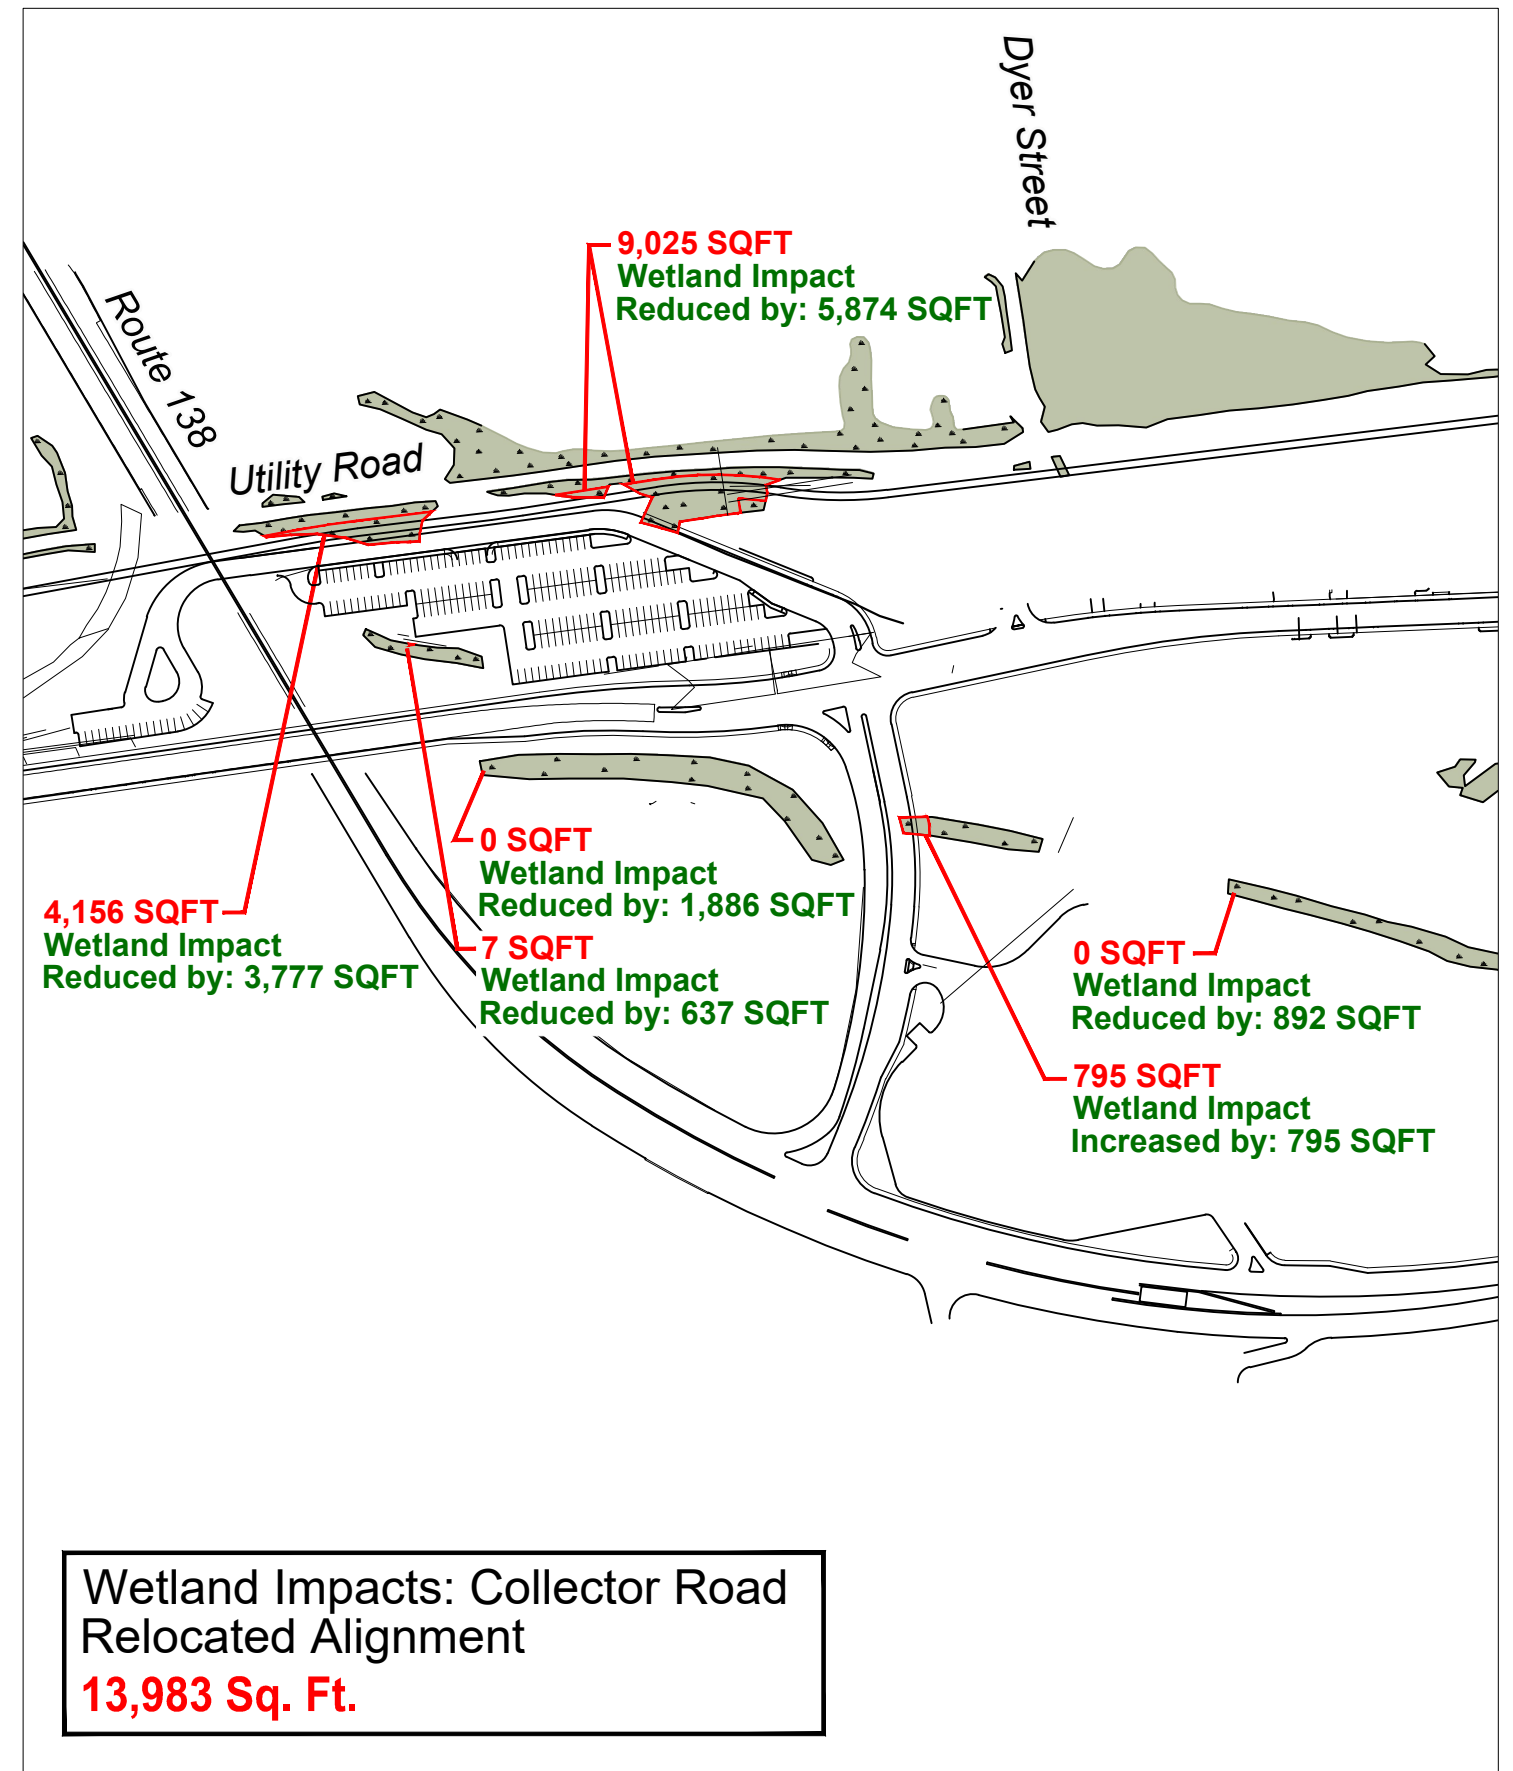 Dyer Street
9,025 SQFT
Wetland Impact
Reduced by: 5,874 SQFT
Route 138
Utility Road
0 SQFT
Wetland Impact
Reduced by: 1,886 SQFT
4,156 SQFT
Wetland Impact
Reduced by: 3,777 SQFT
7 SQFT
Wetland Impact
Reduced by: 637 SQFT
0 SQFT
Wetland Impact
Reduced by: 892 SQFT
795 SQFT
Wetland Impact
Increased by: 795 SQFT
Wetland Impacts: Collector Road
Relocated Alignment
13,983 Sq. Ft.